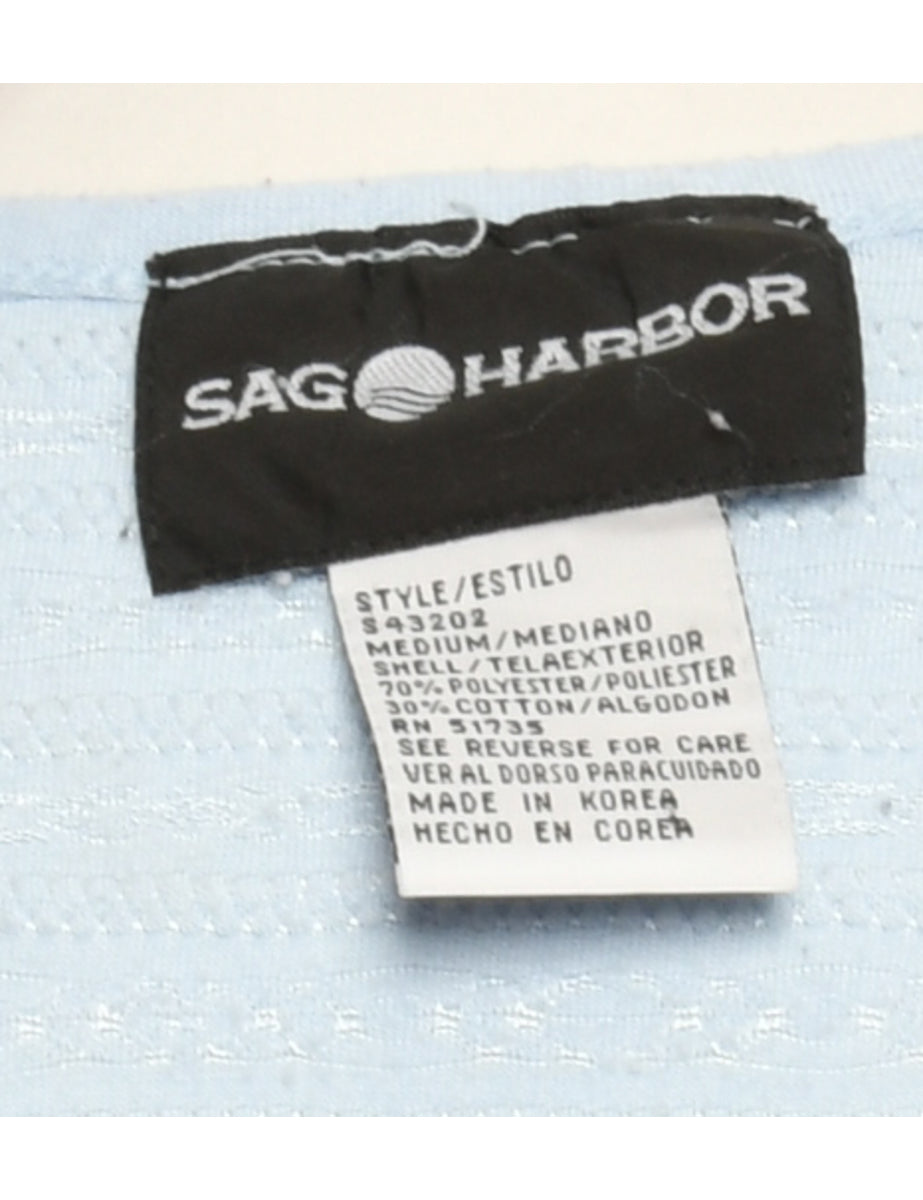 SAG HARBOR
STYLE/ESTILO
S43202
MEDIUM/MEDIANO
SHELL/TELAEXTERIOR
70% POLYESTER/POLIESTER
30% COTTON/ALGODON
RN 51735
SEE REVERSE FOR CARE
VER AL DORSO PARACUIDADO
MADE IN KOREA
HECHO EN COREA